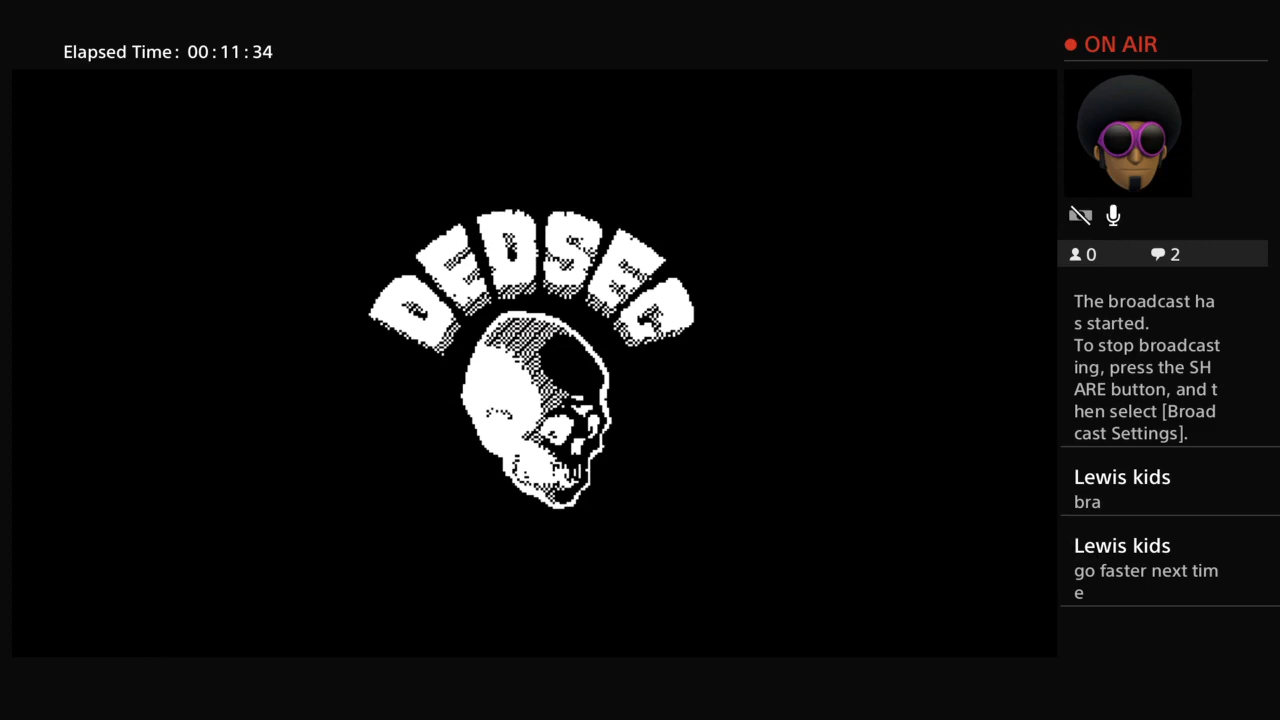 Elapsed Time: 00:11:34
ON AIR
DEDSEC
0 2
The broadcast ha
s started.
To stop broadcast
ing, press the SH
ARE button, and t
hen select [Broad
cast Settings].
Lewis kids
bra
Lewis kids
go faster next tim
e